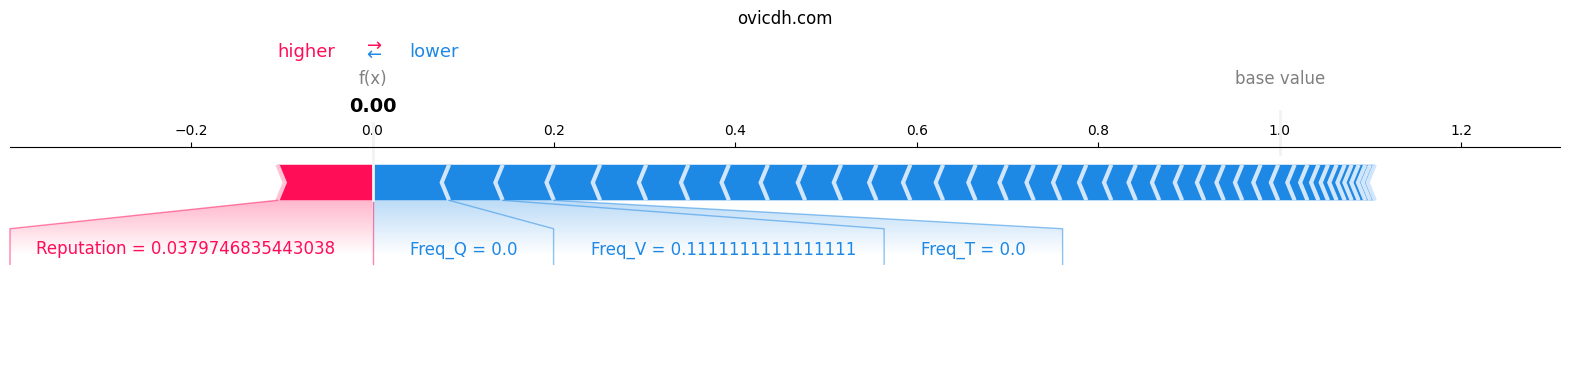 ovicdh.com
higher ⇄ lower
f(x) base value
0.00
−0.2 0.0 0.2 0.4 0.6 0.8 1.0 1.2
Reputation = 0.0379746835443038 Freq_Q = 0.0 Freq_V = 0.1111111111111111 Freq_T = 0.0